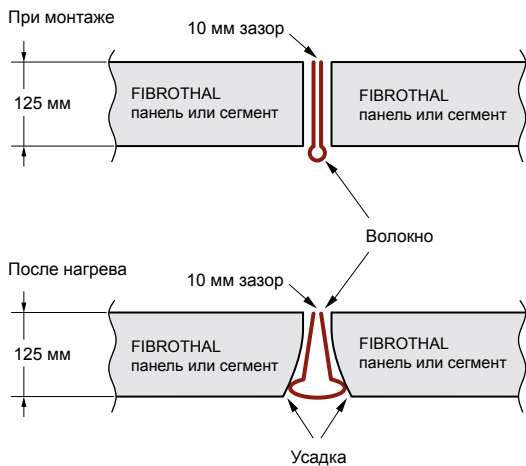 При монтаже
10 мм зазор
125 мм
FIBROTHAL
панель или сегмент
FIBROTHAL
панель или сегмент
Волокно
После нагрева
10 мм зазор
125 мм
FIBROTHAL
панель или сегмент
FIBROTHAL
панель или сегмент
Усадка